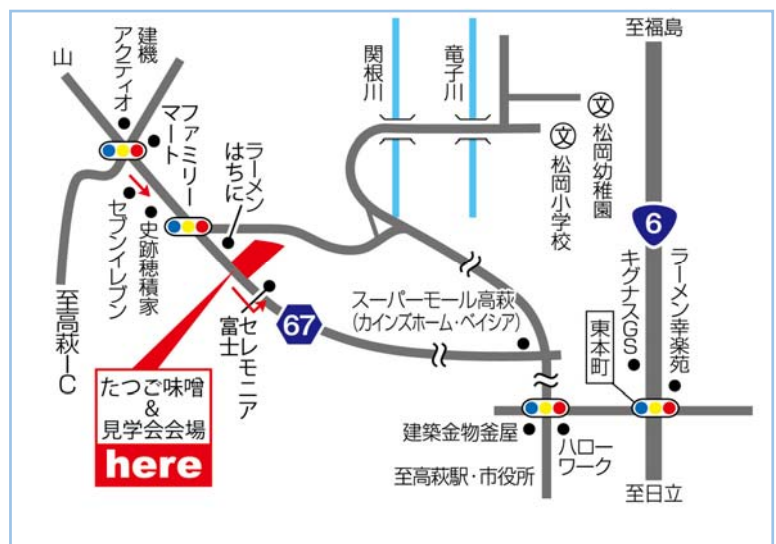 山
建機
アクティオ
ファミリー
マート
ラーメン
はちに
関根川
竜子川
文
松岡幼稚園
文
松岡小学校
至福島
6
キグナスGS
ラーメン幸楽苑
東本町
セブンイレブン
史跡穂積家
至高萩IC
67
セレモニア
富士
スーパーモール高萩
(カインズホーム・ベイシア)
たつご味噌
&
見学会会場
here
建築金物釜屋
ハロー
ワーク
至高萩駅・市役所
至日立